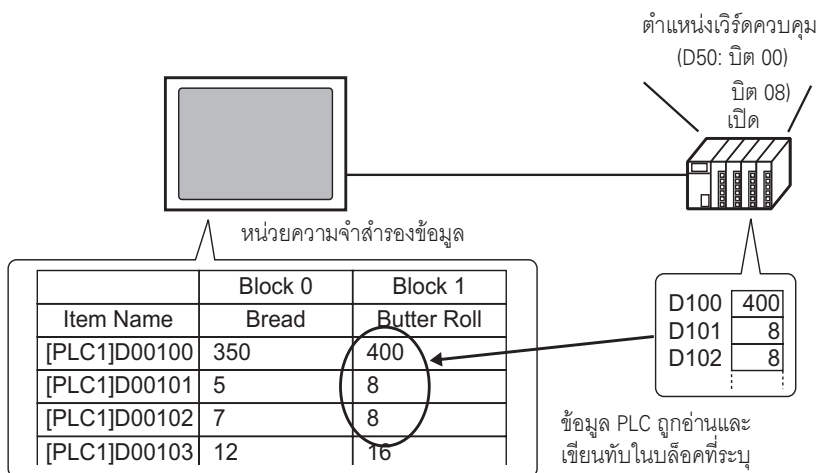 ตำแหน่งเวิร์ดควบคุม
(D50: บิต 00)
บิต 08)
เปิด
หน่วยความจำสำรองข้อมูล
Block 0 Block 1
Item Name Bread Butter Roll
[PLC1]D00100 350 400
[PLC1]D00101 5 8
[PLC1]D00102 7 8
[PLC1]D00103 12 16
D100 400
D101 8
D102 8
ข้อมูล PLC ถูกอ่านและ
เขียนทับในบล็อคที่ระบุ